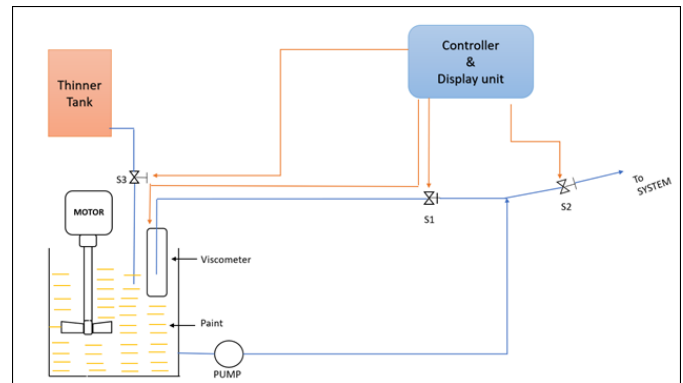 Controller
&
Display unit
Thinner
Tank
S3
MOTOR
S1
S2
To
SYSTEM
Viscometer
Paint
PUMP